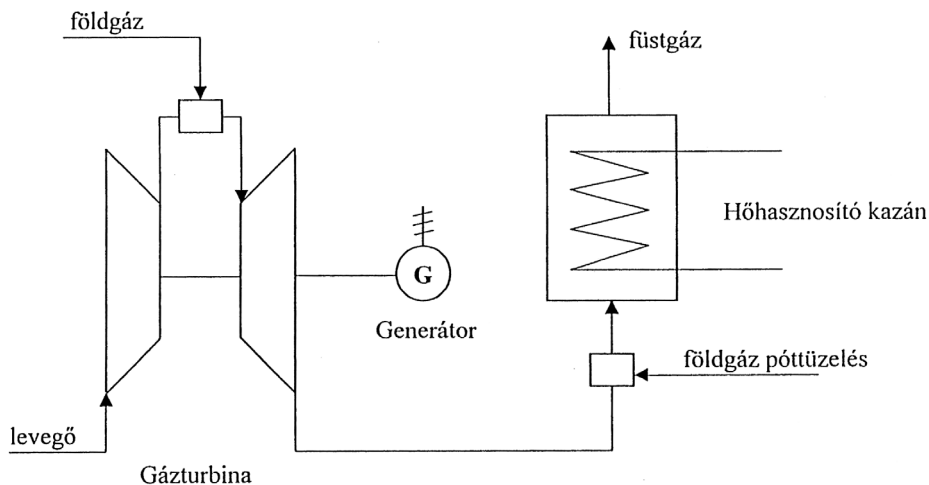 földgáz
füstgáz
Hőhasznosító kazán
G
Generátor
földgáz póttüzelés
levegő
Gázturbina